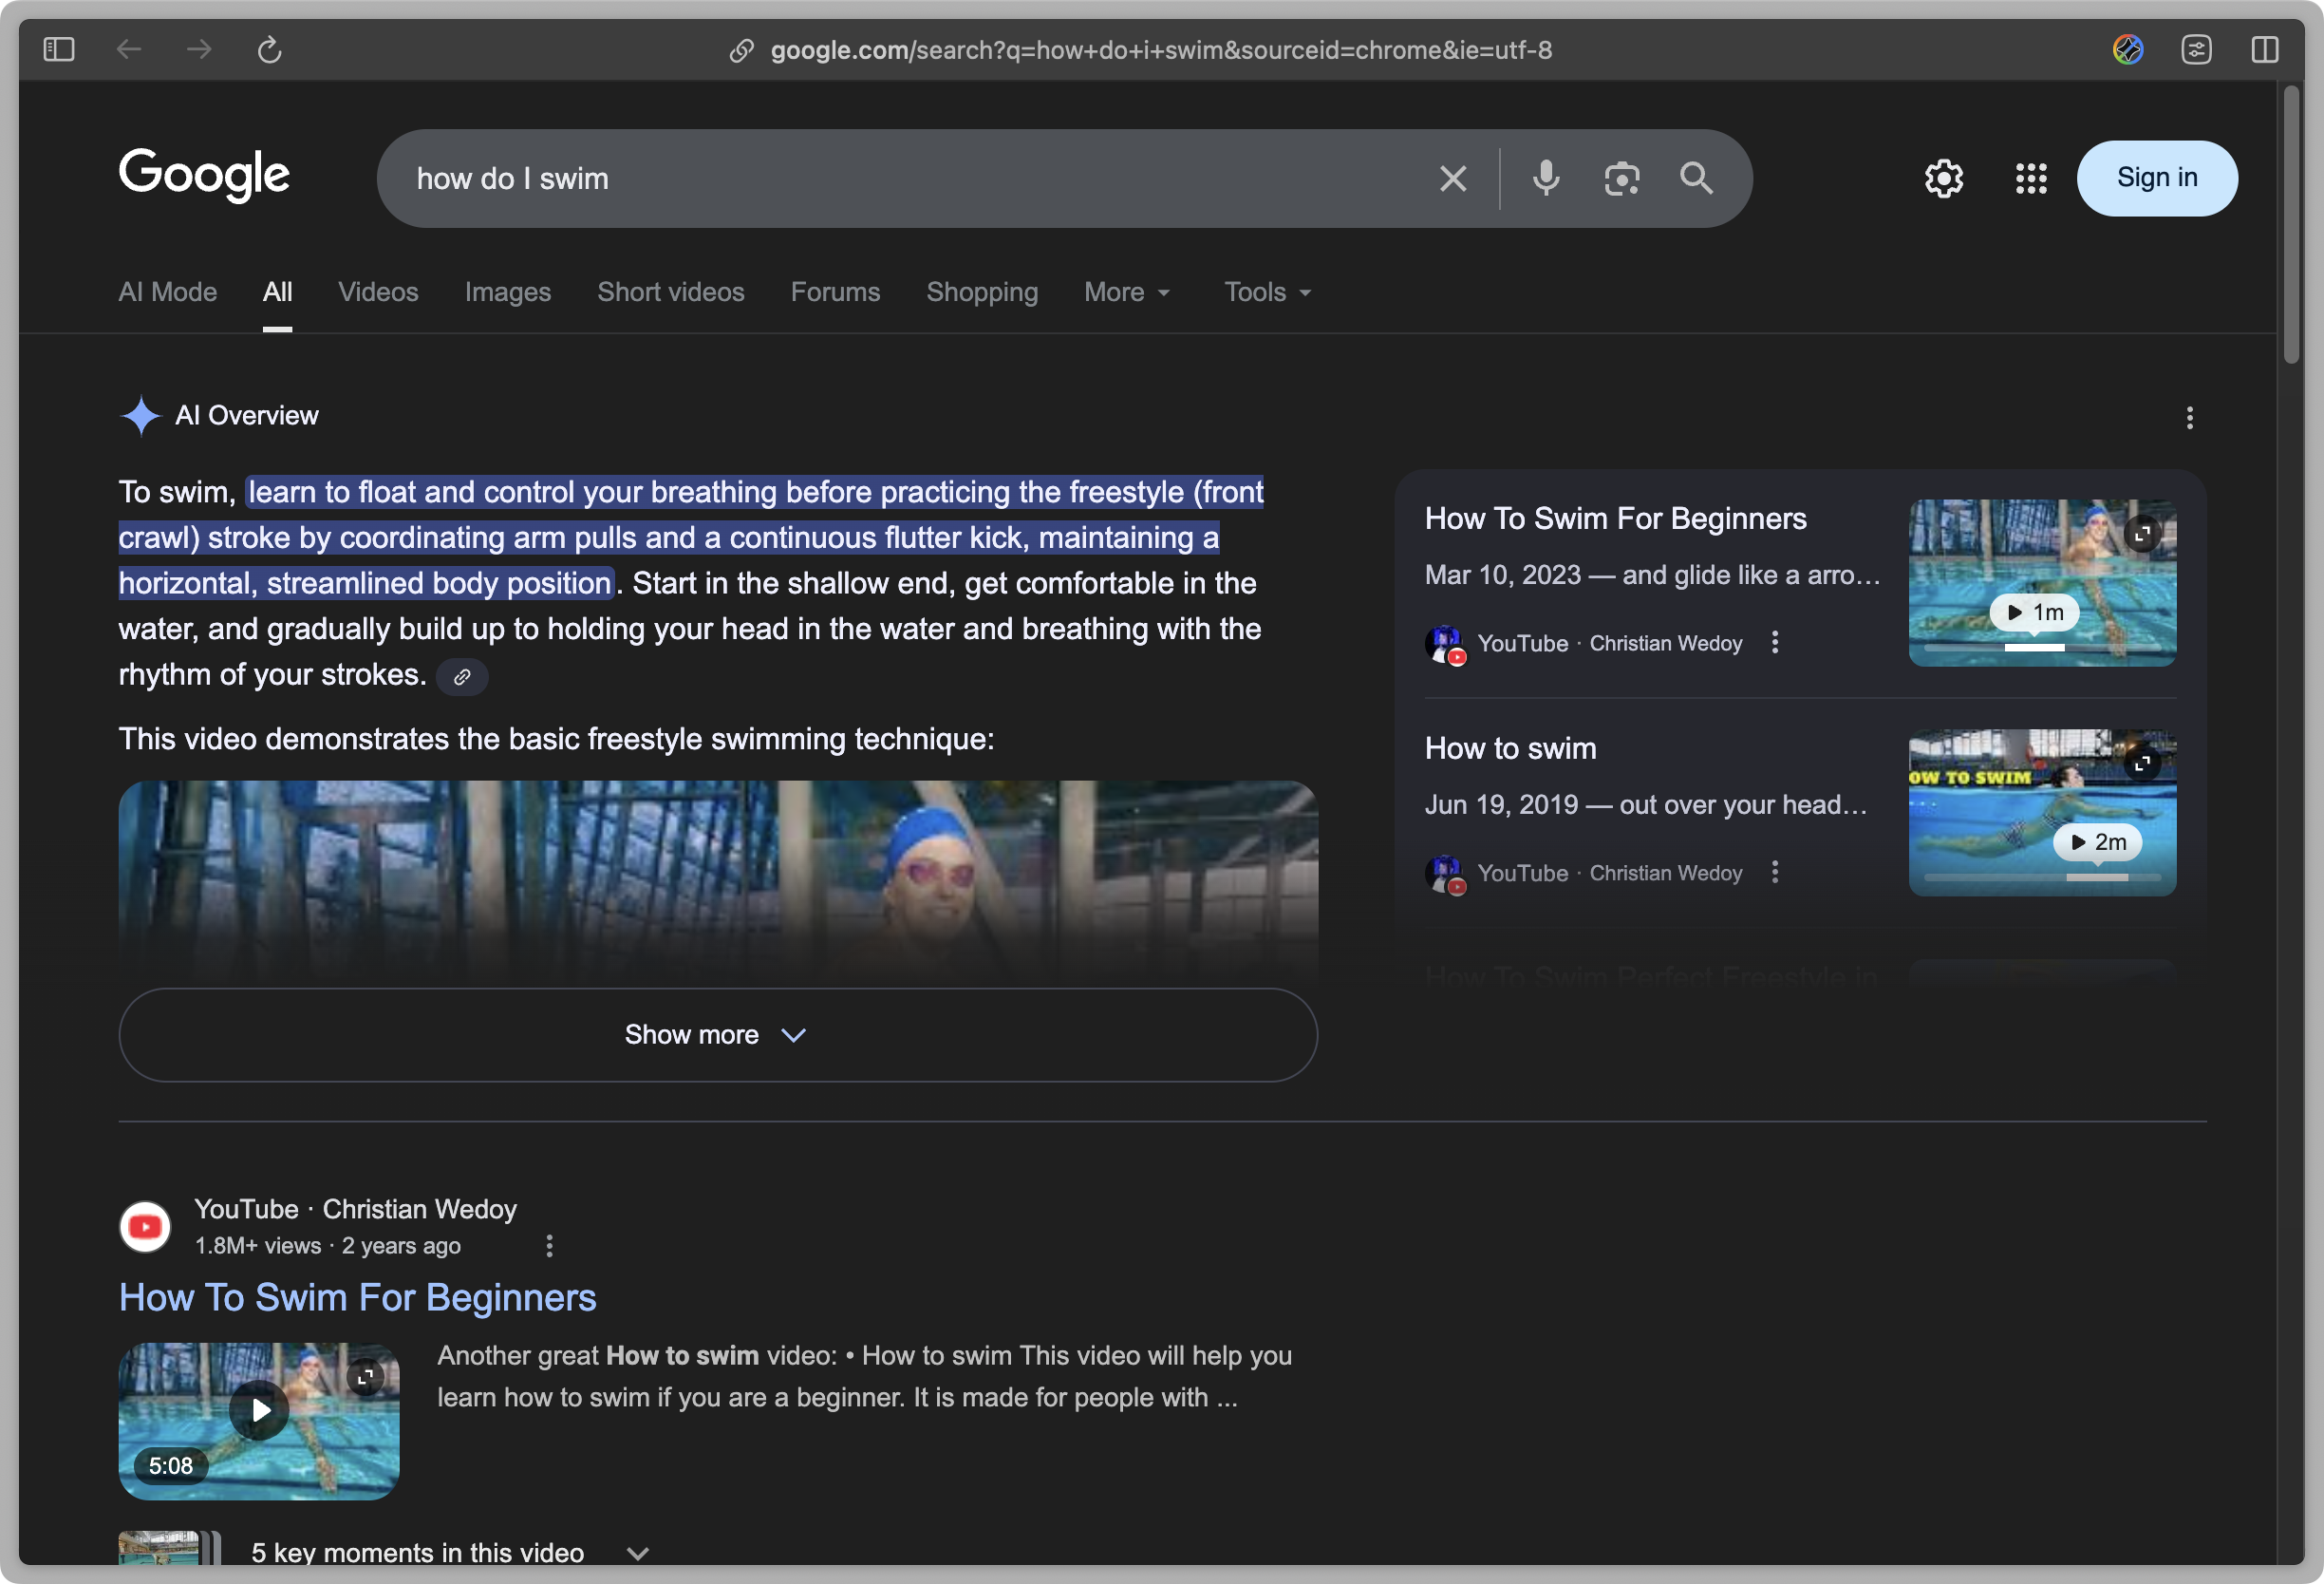 google.com/search?q=how+do+i+swim&sourceid=chrome&ie=utf-8
Google
how do I swim
Sign in
AI Mode
All
Videos
Images
Short videos
Forums
Shopping
More
Tools
AI Overview
To swim, learn to float and control your breathing before practicing the freestyle (front
crawl) stroke by coordinating arm pulls and a continuous flutter kick, maintaining a
horizontal, streamlined body position. Start in the shallow end, get comfortable in the
water, and gradually build up to holding your head in the water and breathing with the
rhythm of your strokes.
This video demonstrates the basic freestyle swimming technique:
Show more
How To Swim For Beginners
Mar 10, 2023 — and glide like a arro...
YouTube · Christian Wedoy
1m
How to swim
Jun 19, 2019 — out over your head...
YouTube · Christian Wedoy
OW TO SWIM
2m
How To Swim Perfect Freestyle in
YouTube · Christian Wedoy
1.8M+ views · 2 years ago
How To Swim For Beginners
5:08
Another great How to swim video: • How to swim This video will help you
learn how to swim if you are a beginner. It is made for people with ...
5 key moments in this video